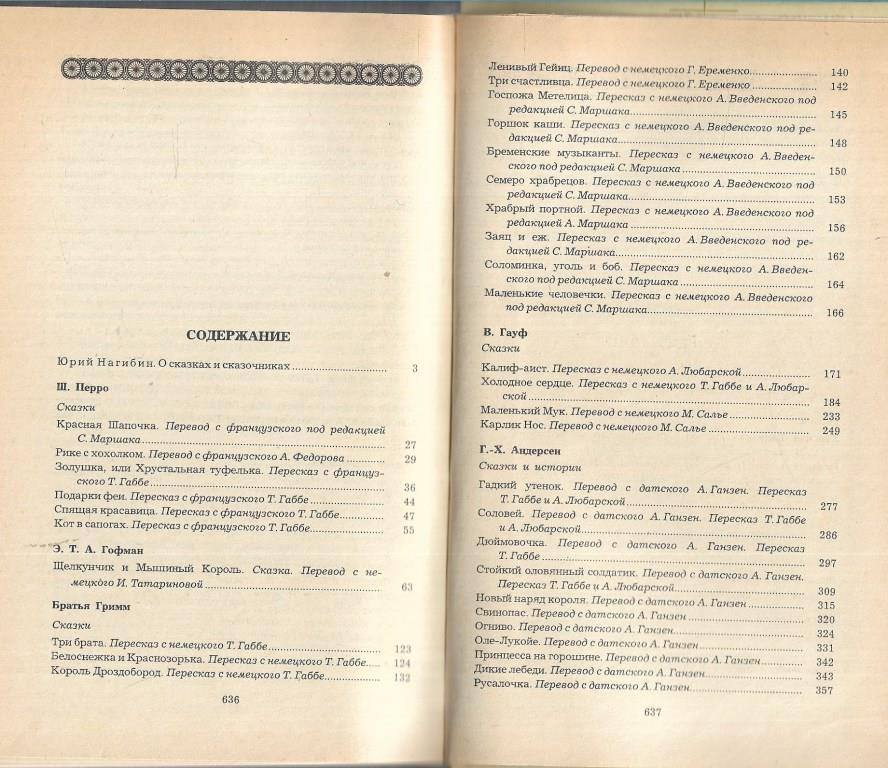 СОДЕРЖАНИЕ
Юрий Нагибин. О сказках и сказочниках ........ 3
Ш. Перро
Сказки
Красная Шапочка. Перевод с французского под редакцией
С. Маршака ........ 27
Рике с хохолком. Перевод с французского А. Федорова ........ 29
Золушка, или Хрустальная туфелька. Пересказ с француз-
ского Т. Габбе ........ 36
Подарки феи. Пересказ с французского Т. Габбе ........ 44
Спящая красавица. Пересказ с французского Т. Габбе ........ 47
Кот в сапогах. Пересказ с французского Т. Габбе ........ 55
Э. Т. А. Гофман
Щелкунчик и Мышиный Король. Сказка. Перевод с не-
мецкого И. Татариновой ........ 63
Братья Гримм
Сказки
Три брата. Пересказ с немецкого Т. Габбе ........ 123
Белоснежка и Краснозорька. Пересказ с немецкого Т. Габбе ........ 124
Король Дроздобород. Пересказ с немецкого Т. Габбе ........ 132
636
Ленивый Гейнц. Перевод с немецкого Г. Еременко ........ 140
Три счастливца. Перевод с немецкого Г. Еременко ........ 142
Госпожа Метелица. Пересказ с немецкого А. Введенского под
редакцией С. Маршака ........ 145
Горшок каши. Пересказ с немецкого А. Введенского под ре-
дакцией С. Маршака ........ 148
Бременские музыканты. Пересказ с немецкого А. Введен-
ского под редакцией С. Маршака ........ 150
Семеро храбрецов. Пересказ с немецкого А. Введенского под
редакцией С. Маршака ........ 153
Храбрый портной. Пересказ с немецкого А. Введенского под
редакцией А. Маршака ........ 156
Заяц и еж. Пересказ с немецкого А. Введенского под ре-
дакцией С. Маршака ........ 162
Соломинка, уголь и боб. Пересказ с немецкого А. Введен-
ского под редакцией С. Маршака ........ 164
Маленькие человечки. Пересказ с немецкого А. Введенского
под редакцией С. Маршака ........ 166
В. Гауф
Сказки
Калиф-аист. Пересказ с немецкого А. Любарской ........ 171
Холодное сердце. Пересказ с немецкого Т. Габбе и А. Любар-
ской ........ 184
Маленький Мук. Перевод с немецкого М. Салье ........ 233
Карлик Нос. Перевод с немецкого М. Салье ........ 249
Г.-Х. Андерсен
Сказки и истории
Гадкий утенок. Перевод с датского А. Ганзен. Пересказ
Т. Габбе и А. Любарской ........ 277
Соловей. Перевод с датского А. Ганзен. Пересказ Т. Габбе
и А. Любарской ........ 286
Дюймовочка. Перевод с датского А. Ганзен. Пересказ
Т. Габбе ........ 297
Стойкий оловянный солдатик. Перевод с датского А. Ганзен.
Пересказ Т. Габбе и А. Любарской ........ 309
Новый наряд короля. Перевод с датского А. Ганзен ........ 315
Свинопас. Перевод с датского А. Ганзен ........ 320
Огниво. Перевод с датского А. Ганзен ........ 324
Оле-Лукойе. Перевод с датского А. Ганзен ........ 331
Принцесса на горошине. Перевод с датского А. Ганзен ........ 342
Дикие лебеди. Перевод с датского А. Ганзен ........ 343
Русалочка. Перевод с датского А. Ганзен ........ 357
637